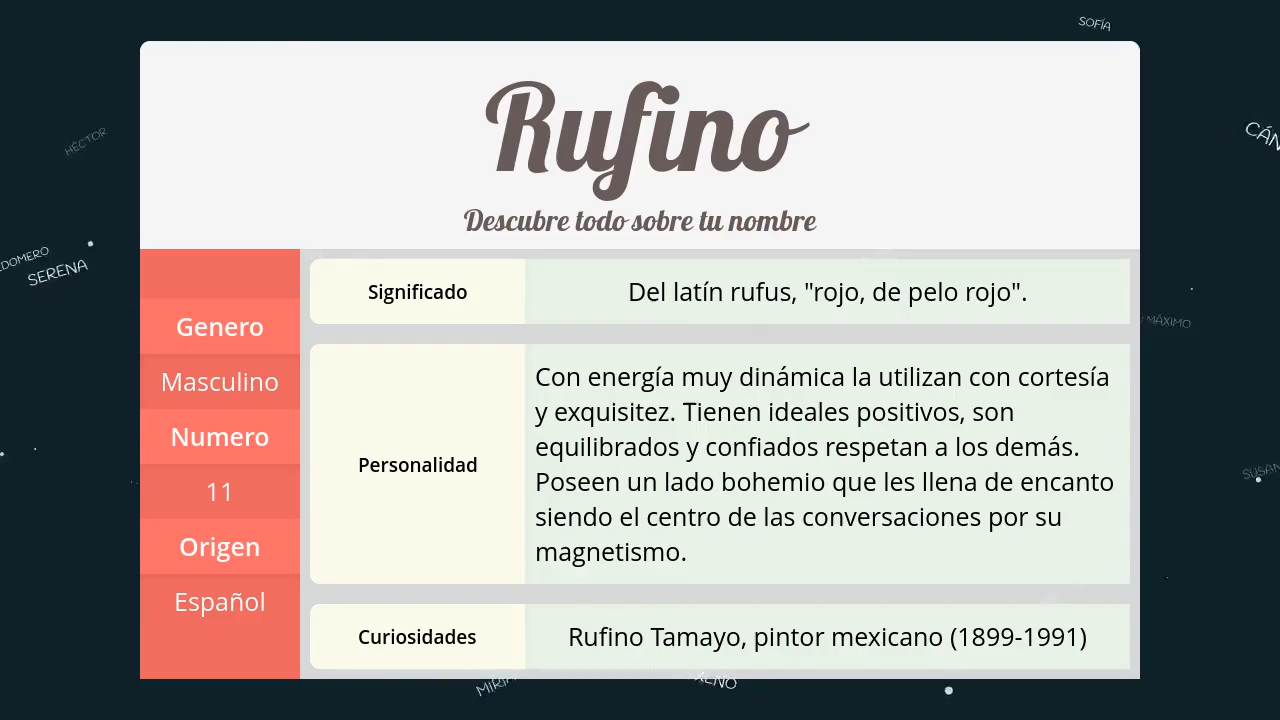 SOFÍA
Rufino
HÉCTOR
Descubre todo sobre tu nombre
SERENA
Significado
Del latín rufus, "rojo, de pelo rojo".
Genero
MÁXIMO
Masculino
Numero
11
Origen
Español
Personalidad
Con energía muy dinámica la utilizan con cortesía
y exquisitez. Tienen ideales positivos, son
equilibrados y confiados respetan a los demás.
Poseen un lado bohemio que les llena de encanto
siendo el centro de las conversaciones por su
magnetismo.
Curiosidades
Rufino Tamayo, pintor mexicano (1899-1991)